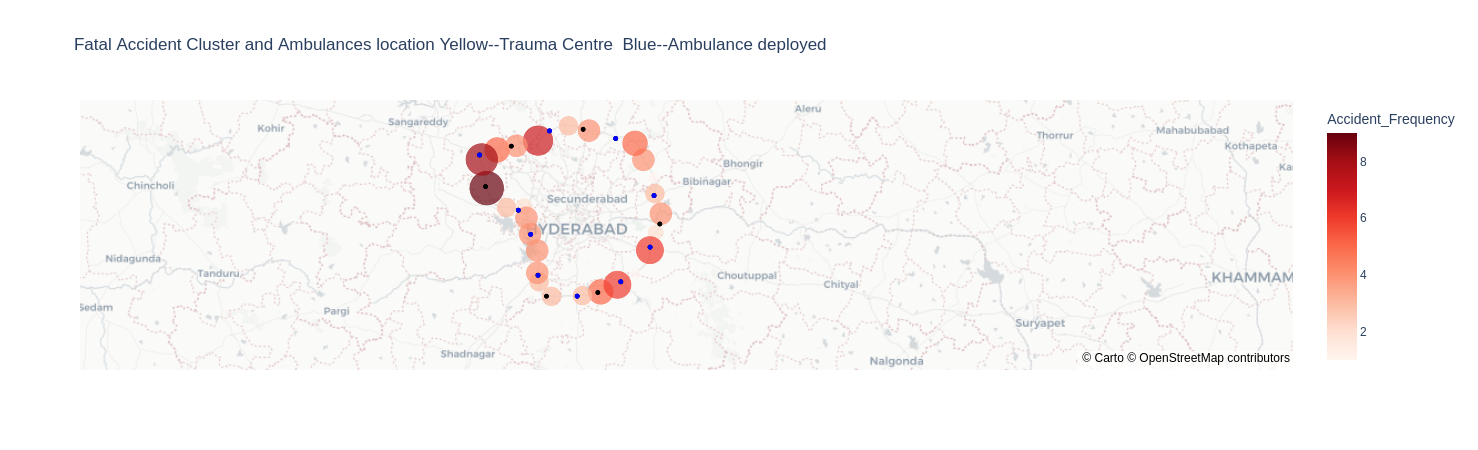 Fatal Accident Cluster and Ambulances location Yellow--Trauma Centre  Blue--Ambulance deployed
Aleru
Accident_Frequency
Kohir
Sangareddy
Thorrur
Mahabubabad
Kothapeta
8
Bhongir
Chincholi
Bibinagar
Secunderabad
6
YDERABAD
Nidagunda
Tanduru
Choutuppal
Chityal
KHAMMAM
4
Sedam
Pargi
Suryapet
2
Shadnagar
Nalgonda
© Carto © OpenStreetMap contributors